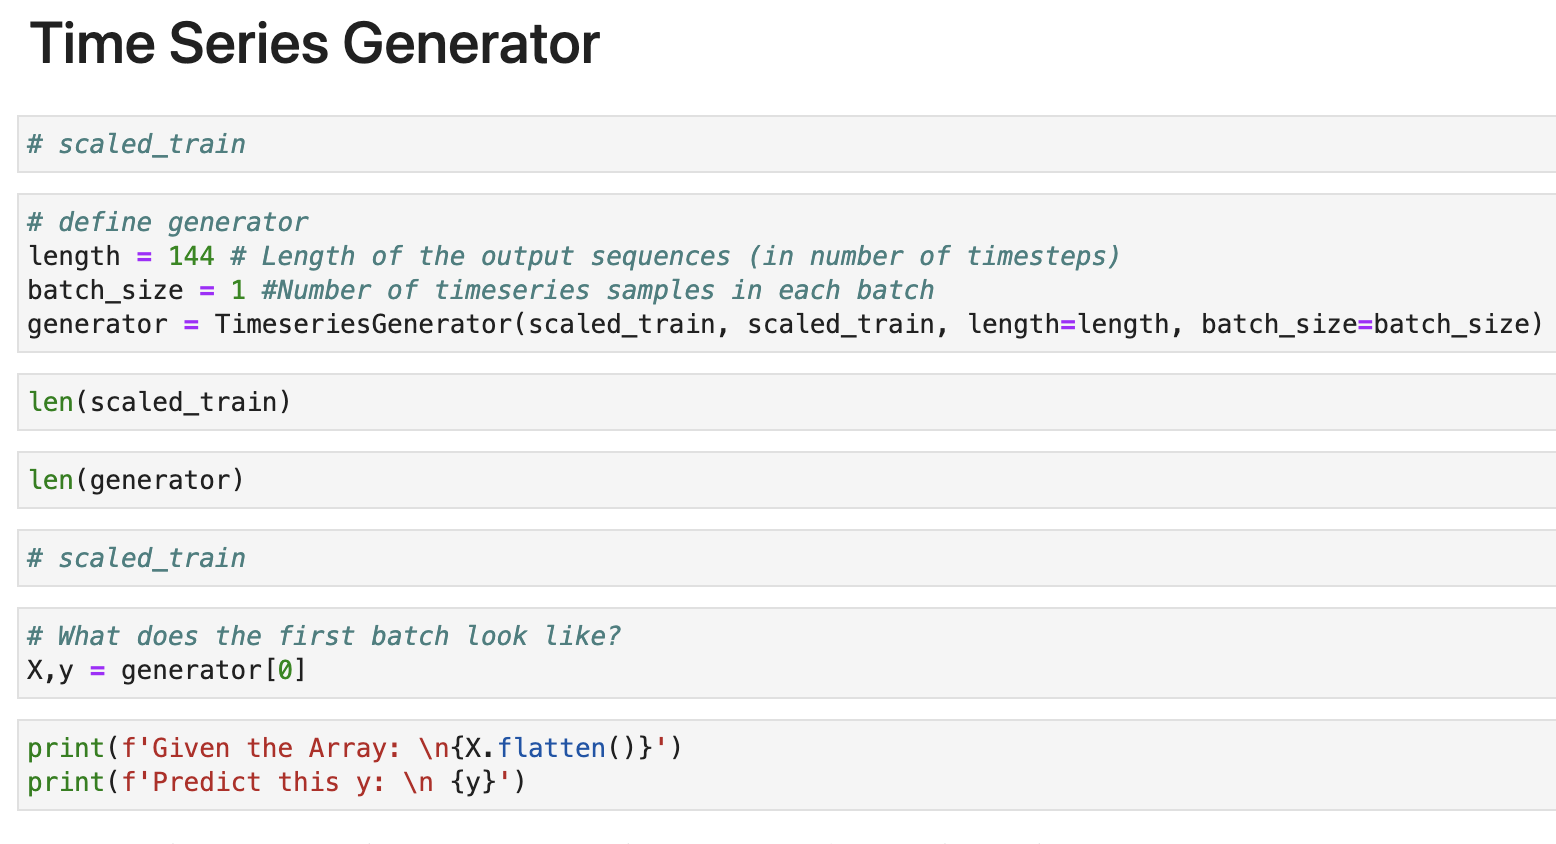 Time Series Generator
# scaled_train
# define generator
length = 144 # Length of the output sequences (in number of timesteps)
batch_size = 1 #Number of timeseries samples in each batch
generator = TimeseriesGenerator(scaled_train, scaled_train, length=length, batch_size=batch_size)
len(scaled_train)
len(generator)
# scaled_train
# What does the first batch look like?
X,y = generator[0]
print(f'Given the Array: \n{X.flatten()}')
print(f'Predict this y: \n {y}')